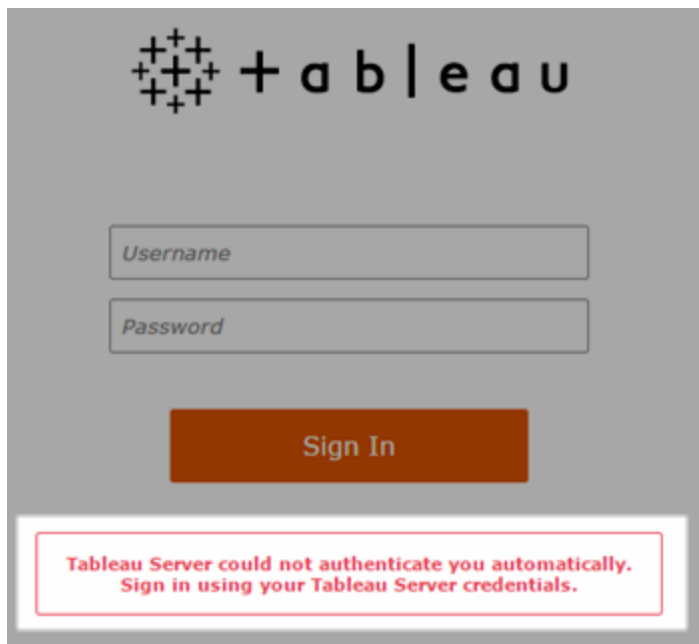 +ableau
Username
Password
Sign In
Tableau Server could not authenticate you automatically.
Sign in using your Tableau Server credentials.